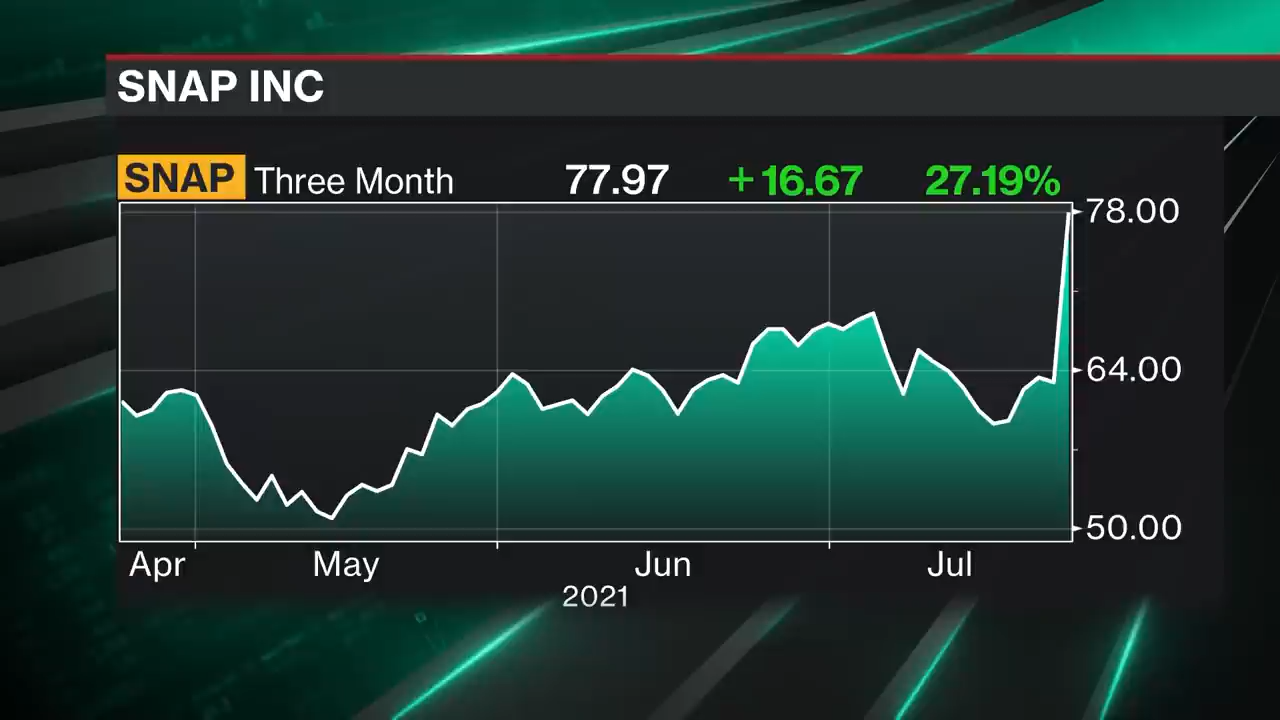 SNAP INC
SNAP Three Month 77.97 +16.67 27.19%
78.00
64.00
50.00
Apr May Jun Jul
2021